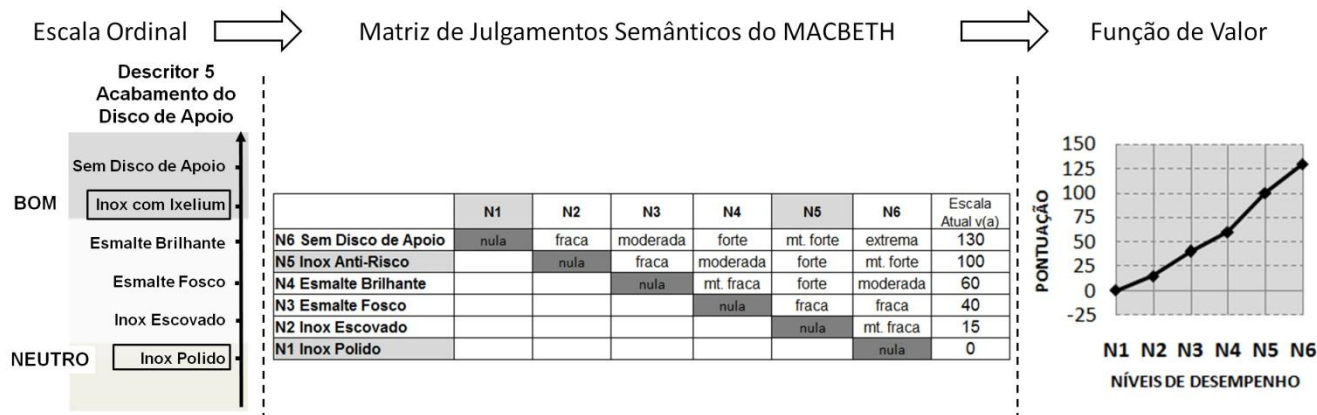 Escala Ordinal
Matriz de Julgamentos Semânticos do MACBETH
Função de Valor
Descritor 5
Acabamento do
Disco de Apoio
Sem Disco de Apoio
BOM Inox com Ixelium
Esmalte Brilhante
Esmalte Fosco
Inox Escovado
NEUTRO Inox Polido
N1 N2 N3 N4 N5 N6 Escala
Atual v(a)
N6 Sem Disco de Apoio nula fraca moderada forte mt. forte extrema 130
N5 Inox Anti-Risco nula fraca moderada forte mt. forte 100
N4 Esmalte Brilhante nula mt. fraca forte moderada 60
N3 Esmalte Fosco nula fraca fraca 40
N2 Inox Escovado nula mt. fraca 15
N1 Inox Polido nula 0
PONTUAÇÃO
150
125
100
75
50
25
0
-25
N1 N2 N3 N4 N5 N6
NÍVEIS DE DESEMPENHO